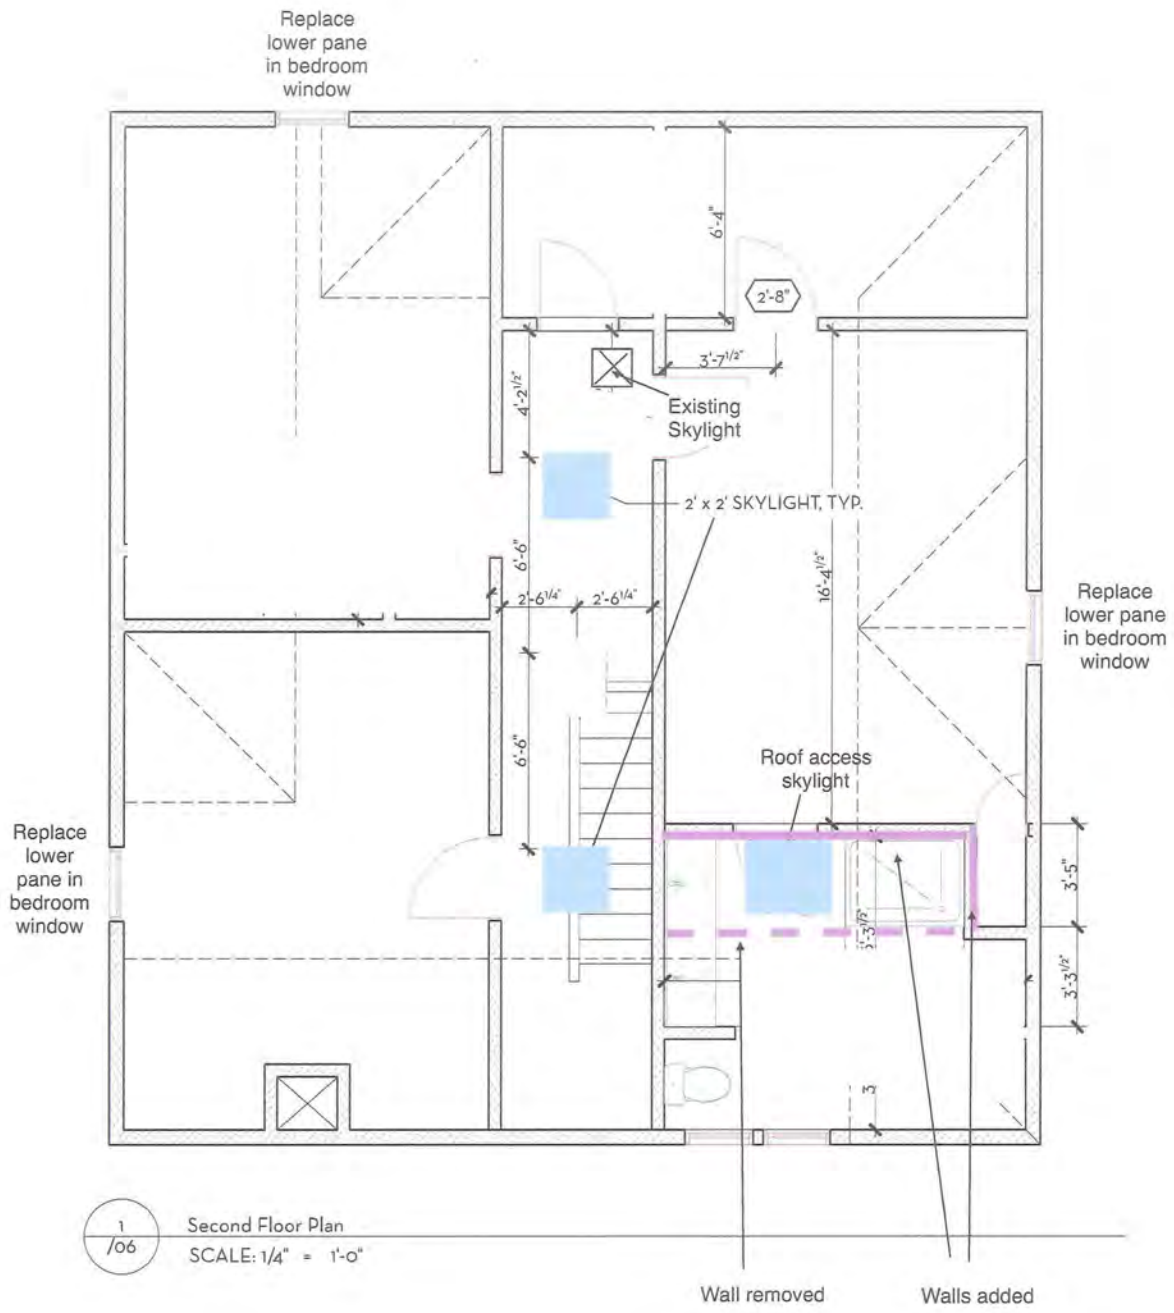 Replace
lower pane
in bedroom
window
6'-4"
2'-8"
3'-7 1/2"
4'-2 1/2"
Existing
Skylight
2' x 2' SKYLIGHT, TYP.
6'-6"
16'-4 1/2"
2'-6 1/4"
2'-6 1/4"
Replace
lower pane
in bedroom
window
6'-6"
Roof access
skylight
Replace
lower
pane in
bedroom
window
3'-5"
3'-3 1/2"
3
1
/06
Second Floor Plan
SCALE: 1/4" = 1'-0"
Wall removed
Walls added